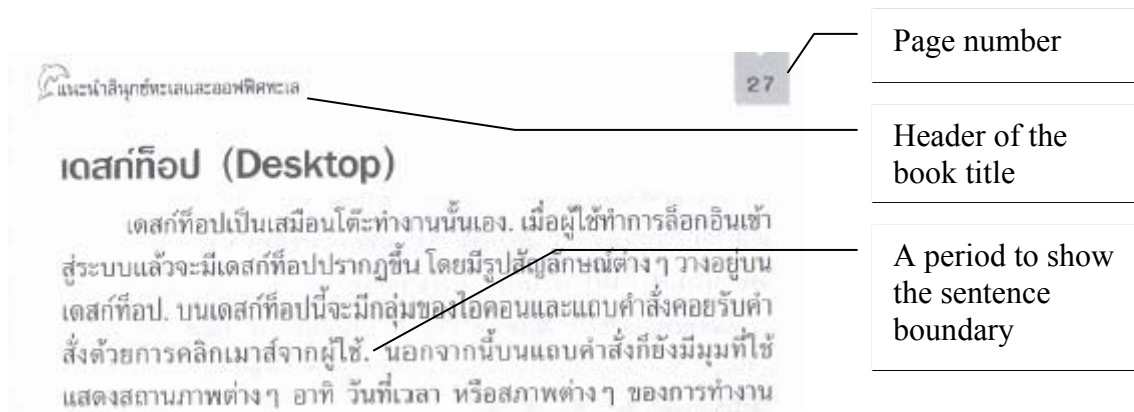 แนะนำลินุกซ์ทะเลและออฟฟิศทะเล
27
เดสก์ท็อป (Desktop)
เดสก์ท็อปเป็นเสมือนโต๊ะทำงานนั้นเอง. เมื่อผู้ใช้ทำการล็อกอินเข้า
สู่ระบบแล้วจะมีเดสก์ท็อปปรากฏขึ้น โดยมีรูปสัญลักษณ์ต่างๆ วางอยู่บน
เดสก์ท็อป. บนเดสก์ท็อปนี้จะมีกลุ่มของไอคอนและแถบคำสั่งคอยรับคำ
สั่งด้วยการคลิกเมาส์จากผู้ใช้. นอกจากนี้บนแถบคำสั่งก็ยังมีมุมที่ใช้
แสดงสถานภาพต่างๆ อาทิ วันที่เวลา หรือสภาพต่างๆ ของการทำงาน
Page number
Header of the
book title
A period to show
the sentence
boundary